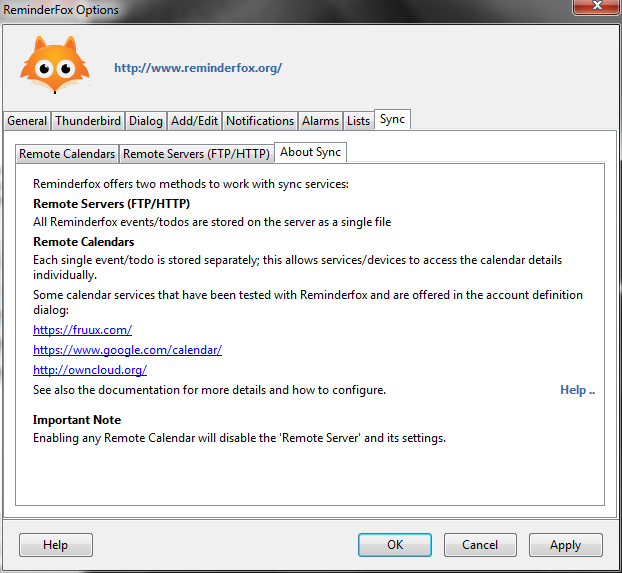 ReminderFox Options
http://www.reminderfox.org/
General Thunderbird Dialog Add/Edit Notifications Alarms Lists Sync
Remote Calendars Remote Servers (FTP/HTTP) About Sync
Reminderfox offers two methods to work with sync services:
Remote Servers (FTP/HTTP)
All Reminderfox events/todos are stored on the server as a single file
Remote Calendars
Each single event/todo is stored separately; this allows services/devices to access the calendar details
individually.
Some calendar services that have been tested with Reminderfox and are offered in the account definition
dialog:
https://fruux.com/
https://www.google.com/calendar/
http://owncloud.org/
See also the documentation for more details and how to configure. Help ..
Important Note
Enabling any Remote Calendar will disable the 'Remote Server' and its settings.
Help OK Cancel Apply